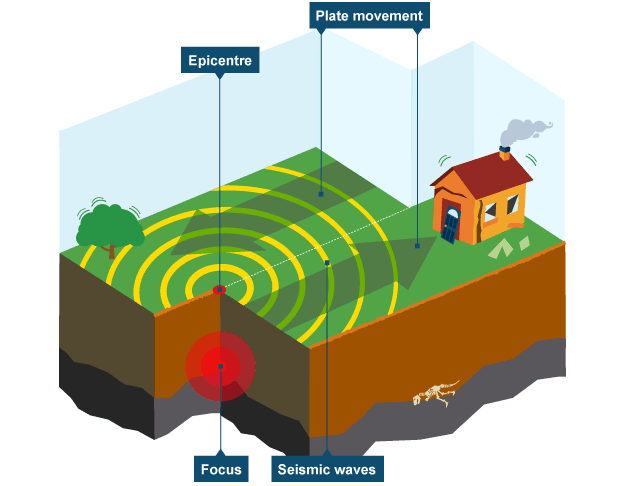 Plate movement
Epicentre
Focus
Seismic waves